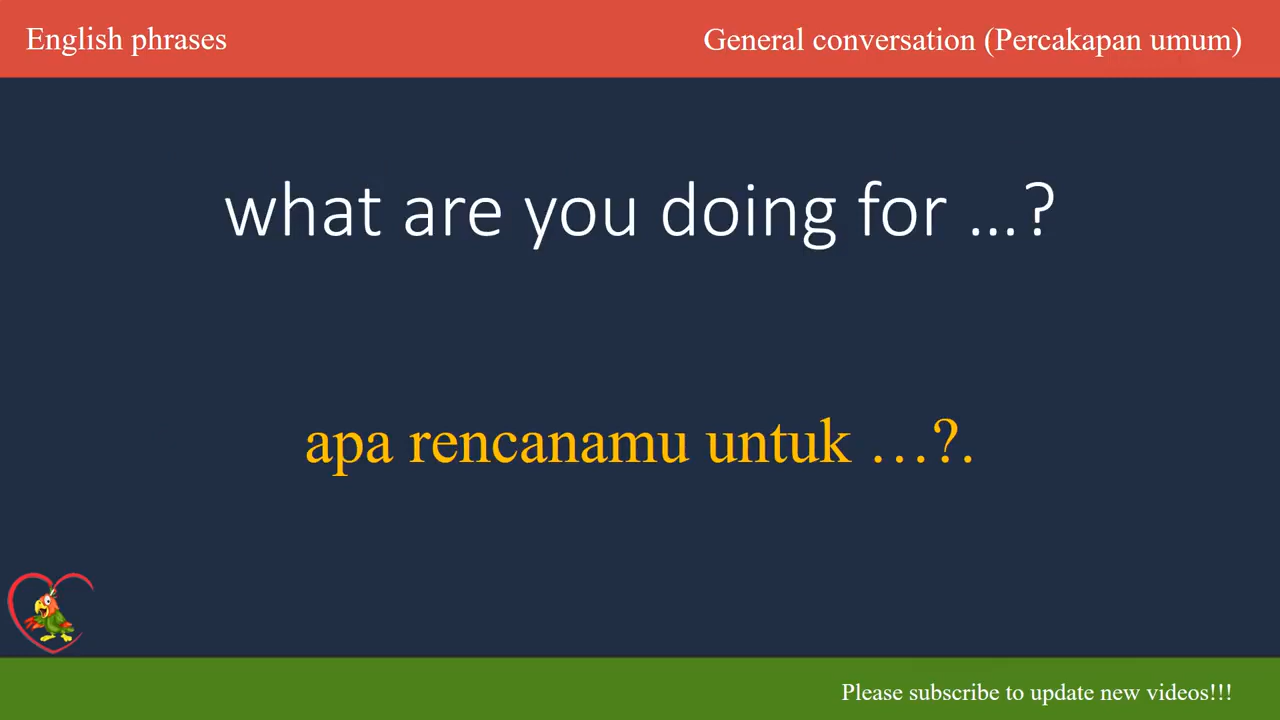 English phrases
General conversation (Percakapan umum)
what are you doing for ...?
apa rencanamu untuk …?.
Please subscribe to update new videos!!!